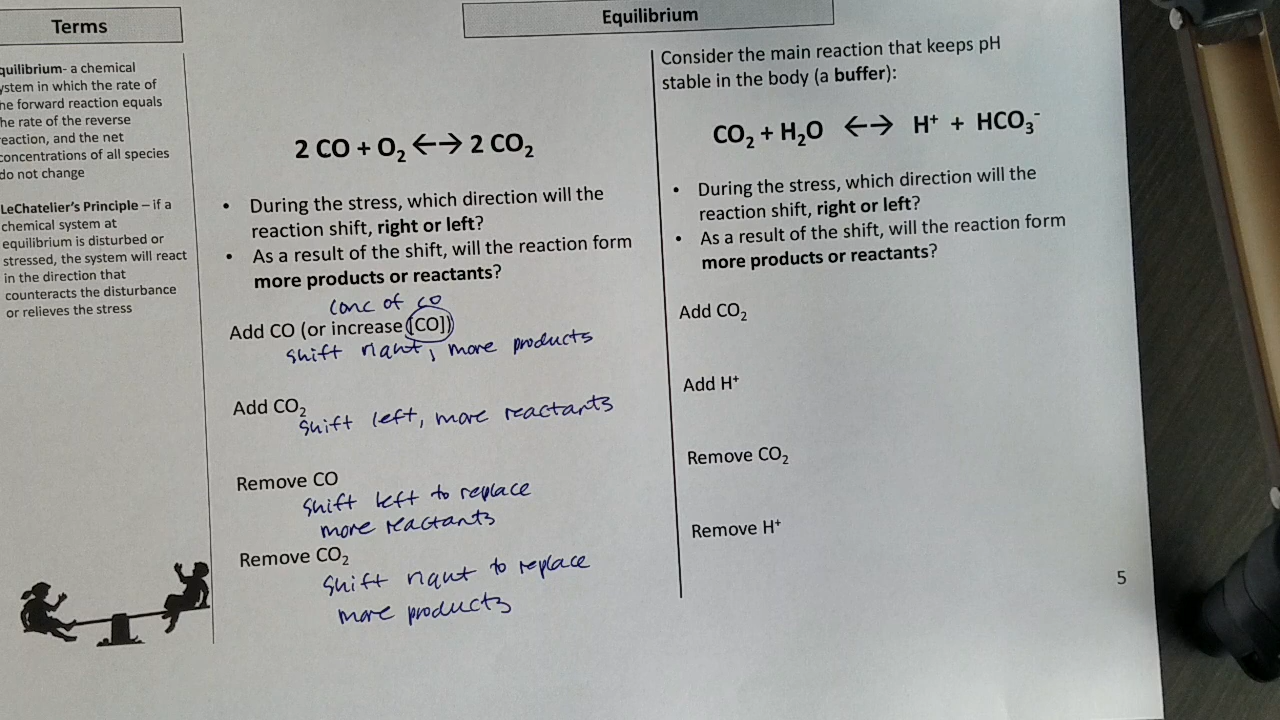 Terms
Equilibrium
quilibrium- a chemical
ystem in which the rate of
he forward reaction equals
he rate of the reverse
eaction, and the net
concentrations of all species
do not change
LeChatelier's Principle – if a
chemical system at
equilibrium is disturbed or
stressed, the system will react
in the direction that
counteracts the disturbance
or relieves the stress
2 CO + O₂ ←→ 2 CO₂
• During the stress, which direction will the
reaction shift, right or left?
• As a result of the shift, will the reaction form
more products or reactants?
conc of CO
Add CO (or increase [CO])
shift right, more products
Add CO₂
shift left, more reactants
Remove CO
shift left to replace
more reactants
Remove CO₂
shift right to replace
more products
Consider the main reaction that keeps pH
stable in the body (a buffer):
CO₂ + H₂O ←→ H⁺ + HCO₃⁻
• During the stress, which direction will the
reaction shift, right or left?
• As a result of the shift, will the reaction form
more products or reactants?
Add CO₂
Add H⁺
Remove CO₂
Remove H⁺
5